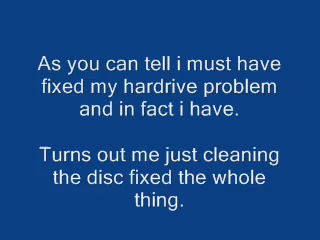 As you can tell i must have
fixed my hardrive problem
and in fact i have.
Turns out me just cleaning
the disc fixed the whole
thing.